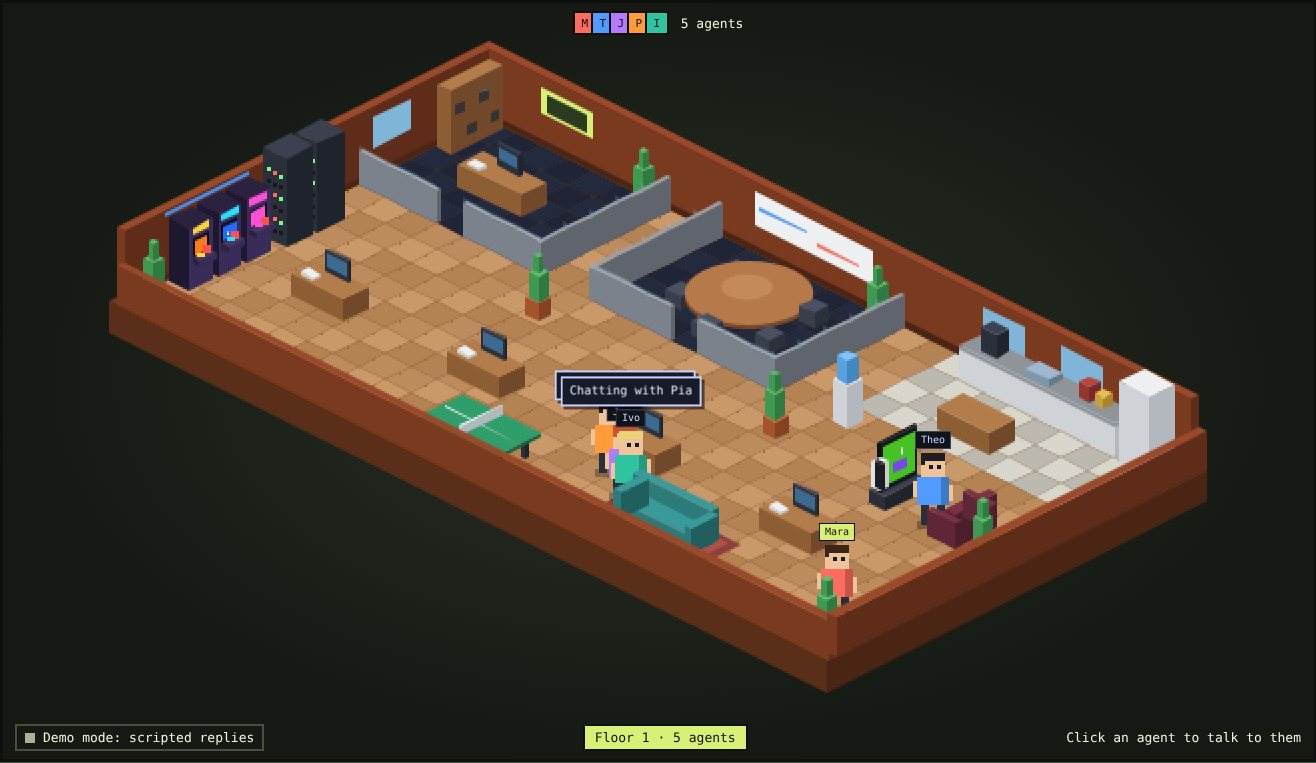 M T J P I 5 agents
Chatting with Pia
Ivo
Theo
Mara
Demo mode: scripted replies
Floor 1 · 5 agents
Click an agent to talk to them